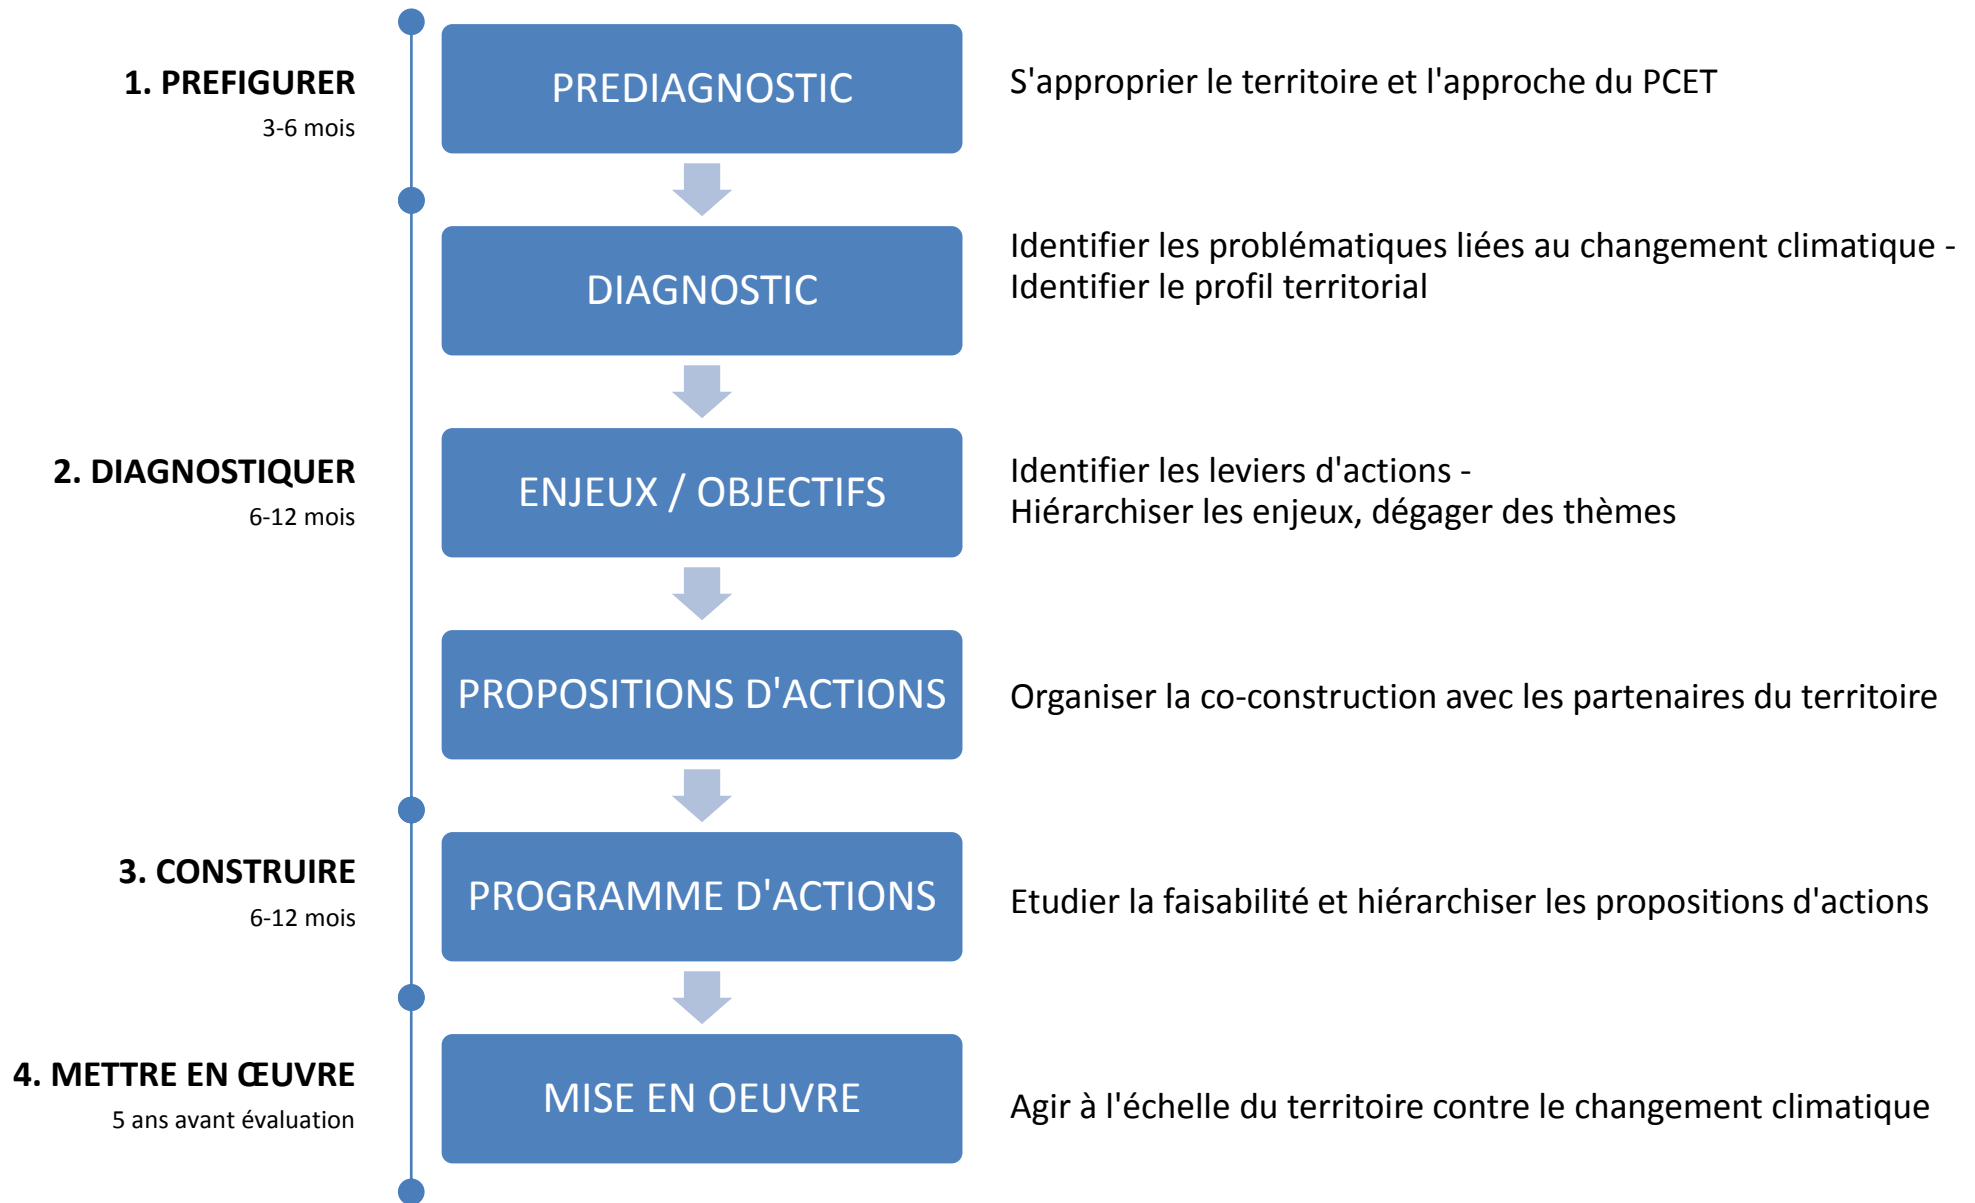 1. PREFIGURER
3-6 mois
PREDIAGNOSTIC
S'approprier le territoire et l'approche du PCET
DIAGNOSTIC
Identifier les problématiques liées au changement climatique -
Identifier le profil territorial
2. DIAGNOSTIQUER
6-12 mois
ENJEUX / OBJECTIFS
Identifier les leviers d'actions -
Hiérarchiser les enjeux, dégager des thèmes
PROPOSITIONS D'ACTIONS
Organiser la co-construction avec les partenaires du territoire
3. CONSTRUIRE
6-12 mois
PROGRAMME D'ACTIONS
Etudier la faisabilité et hiérarchiser les propositions d'actions
4. METTRE EN ŒUVRE
5 ans avant évaluation
MISE EN OEUVRE
Agir à l'échelle du territoire contre le changement climatique